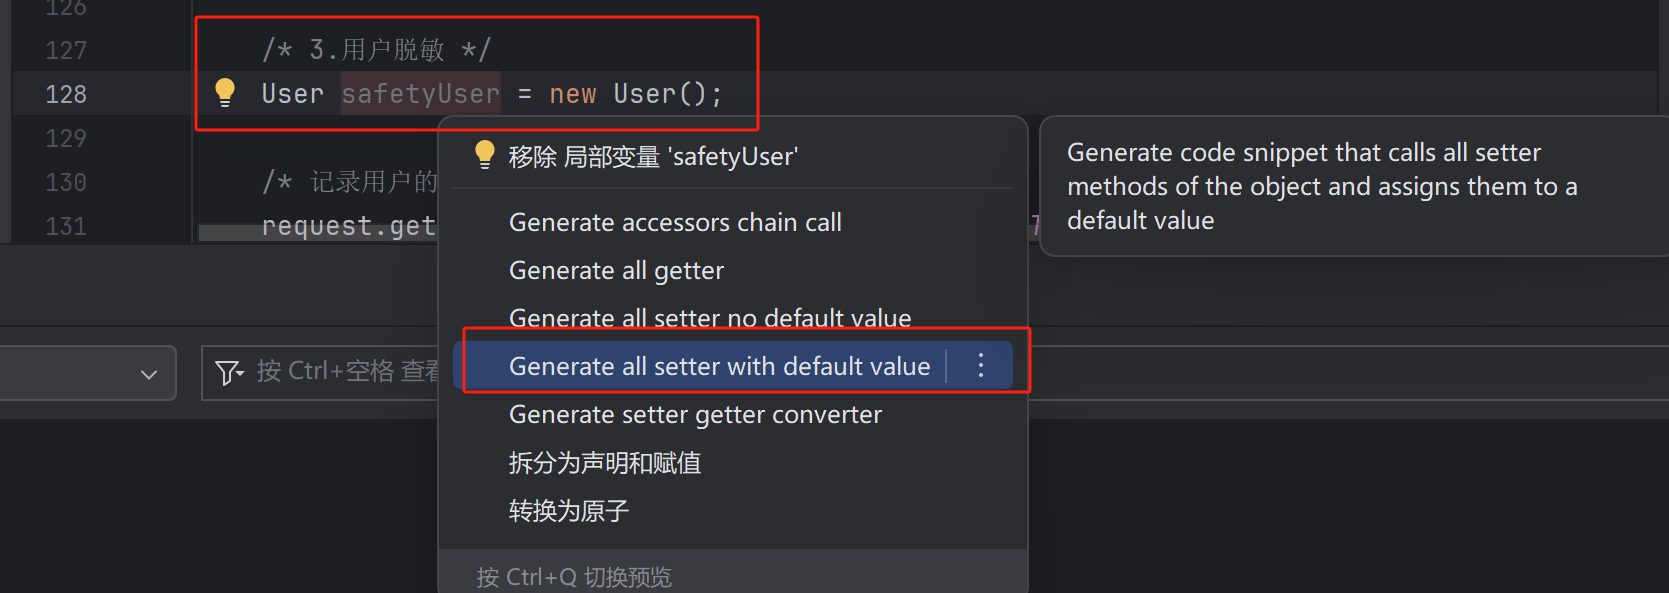 126
127 /* 3.用户脱敏 */
128 User safetyUser = new User();
129
130 /* 记录用户的
131 request.get
移除 局部变量 'safetyUser'
Generate accessors chain call
Generate all getter
Generate all setter no default value
Generate all setter with default value
Generate setter getter converter
拆分为声明和赋值
转换为原子
按 Ctrl+Q 切换预览
Generate code snippet that calls all setter
methods of the object and assigns them to a
default value
按 Ctrl+空格 查看